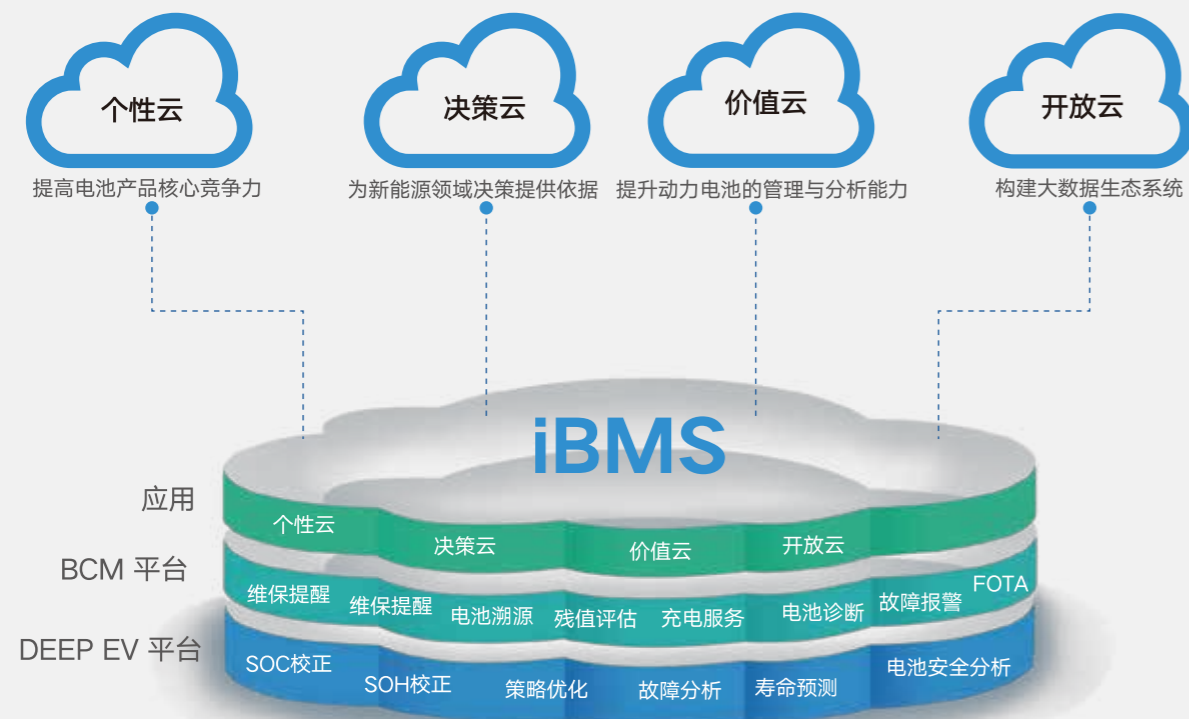 个性云
决策云
价值云
开放云
提高电池产品核心竞争力
为新能源领域决策提供依据
提升动力电池的管理与分析能力
构建大数据生态系统
iBMS
应用
个性云
决策云
价值云
开放云
BCM 平台
维保提醒
维保提醒
电池溯源
残值评估
充电服务
电池诊断
故障报警
FOTA
DEEP EV 平台
SOC校正
SOH校正
策略优化
故障分析
寿命预测
电池安全分析